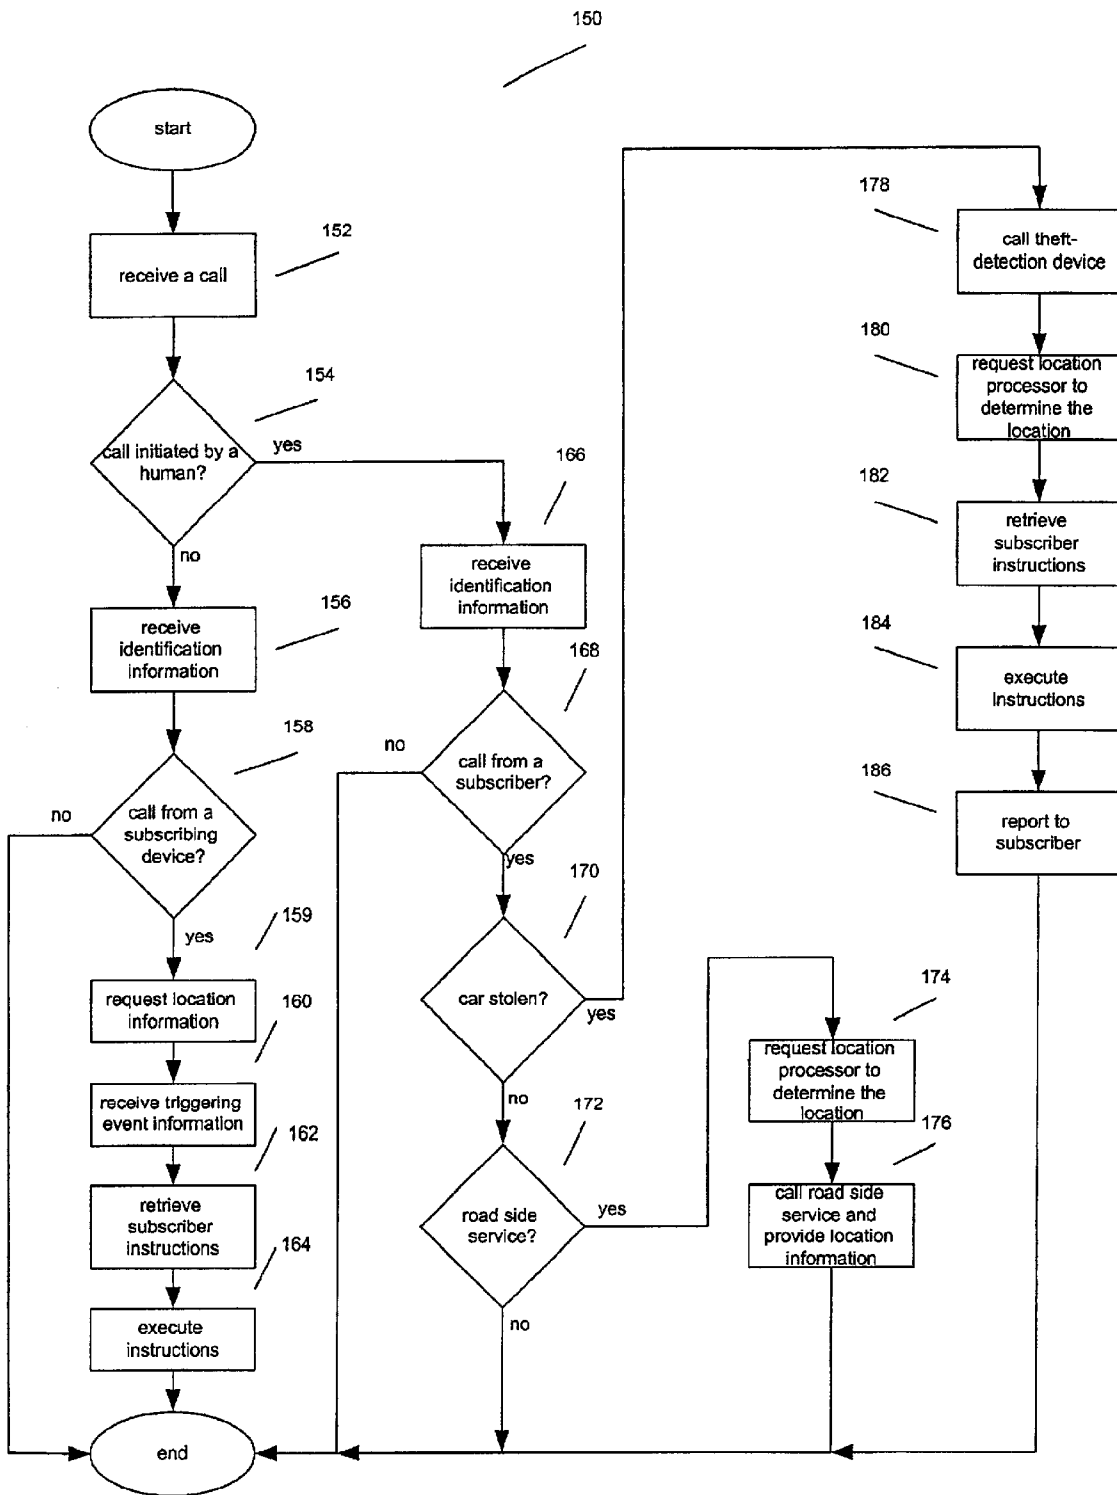 150
start
152
receive a call
154
call initiated by a
human?
yes
no
156
receive
identification
information
158
call from a
subscribing
device?
no
yes
159
request location
information
160
receive triggering
event information
162
retrieve
subscriber
instructions
164
execute
instructions
end
166
receive
identification
information
168
call from a
subscriber?
no
yes
170
car stolen?
yes
no
172
road side
service?
yes
no
174
request location
processor to
determine the
location
176
call road side
service and
provide location
information
178
call theft-
detection device
180
request location
processor to
determine the
location
182
retrieve
subscriber
instructions
184
execute
Instructions
186
report to
subscriber